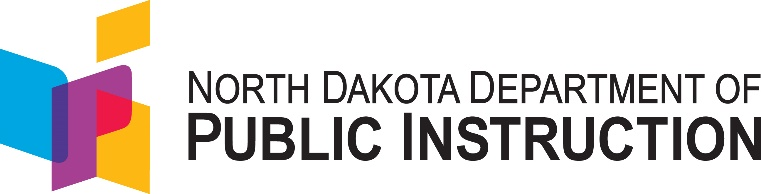 NORTH DAKOTA DEPARTMENT OF
PUBLIC INSTRUCTION